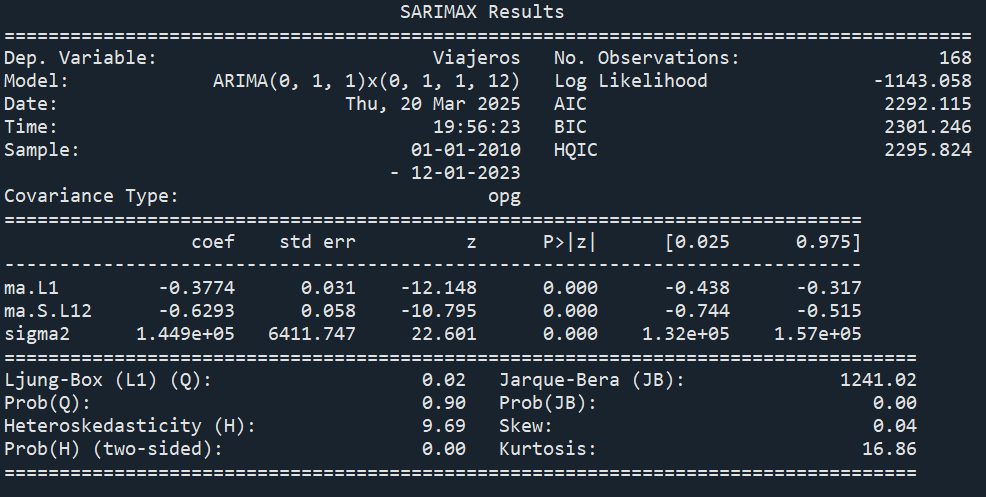 SARIMAX Results
==========================================================================================
Dep. Variable: Viajeros No. Observations: 168
Model: ARIMA(0, 1, 1)x(0, 1, 1, 12) Log Likelihood -1143.058
Date: Thu, 20 Mar 2025 AIC 2292.115
Time: 19:56:23 BIC 2301.246
Sample: 01-01-2010 HQIC 2295.824
- 12-01-2023
Covariance Type: opg
==============================================================================
coef std err z P>|z| [0.025 0.975]
------------------------------------------------------------------------------
ma.L1 -0.3774 0.031 -12.148 0.000 -0.438 -0.317
ma.S.L12 -0.6293 0.058 -10.795 0.000 -0.744 -0.515
sigma2 1.449e+05 6411.747 22.601 0.000 1.32e+05 1.57e+05
===================================================================================
Ljung-Box (L1) (Q): 0.02 Jarque-Bera (JB): 1241.02
Prob(Q): 0.90 Prob(JB): 0.00
Heteroskedasticity (H): 9.69 Skew: 0.04
Prob(H) (two-sided): 0.00 Kurtosis: 16.86
===================================================================================